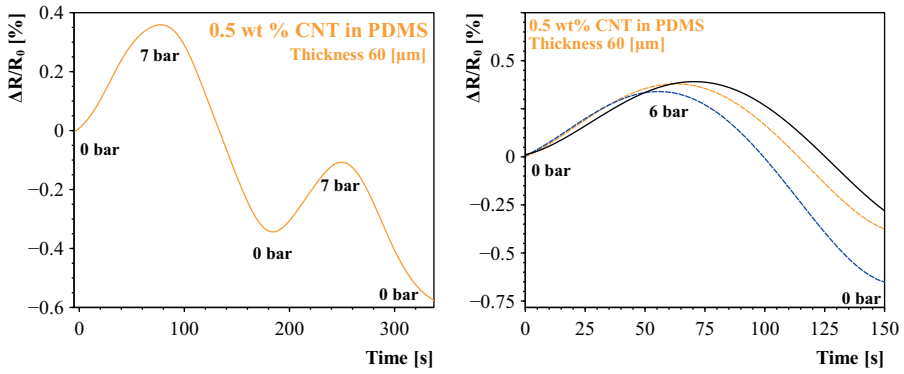 0.5 wt % CNT in PDMS
Thickness 60 [µm]
ΔR/R₀ [%]
0.4
0.2
0
−0.2
−0.4
−0.6
7 bar
0 bar
7 bar
0 bar
0 bar
0 100 200 300
Time [s]
0.5 wt% CNT in PDMS
Thickness 60 [µm]
ΔR/R₀ [%]
0.75
0.5
0.25
0
−0.25
−0.5
−0.75
6 bar
0 bar
0 bar
0 25 50 75 100 125 150
Time [s]